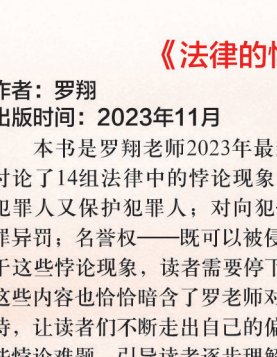 《法律的悖
作者：罗翔
出版时间：2023年11月
本书是罗翔老师2023年最
讨论了14组法律中的悖论现象
犯罪人又保护犯罪人；对向犯
罪异罚；名誉权——既可以被侵
于这些悖论现象，读者需要停下
这些内容也恰恰暗含了罗老师对
待，让读者们不断走出自己的偏
些悖论难题，引导读者逐步理解